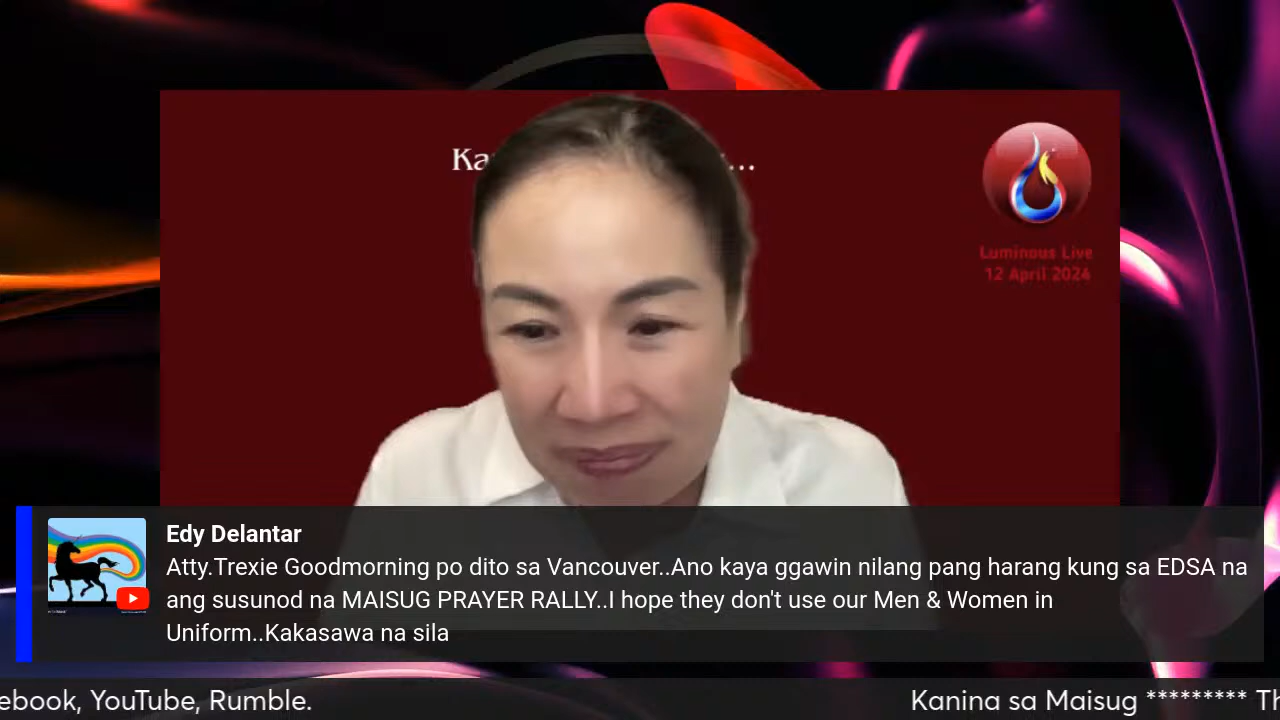 Ka
...
Luminous Live
12 April 2024
Edy Delantar
Atty.Trexie Goodmorning po dito sa Vancouver..Ano kaya ggawin nilang pang harang kung sa EDSA na
ang susunod na MAISUG PRAYER RALLY..I hope they don't use our Men & Women in
Uniform..Kakasawa na sila
ebook, YouTube, Rumble.
Kanina sa Maisug ********* Th